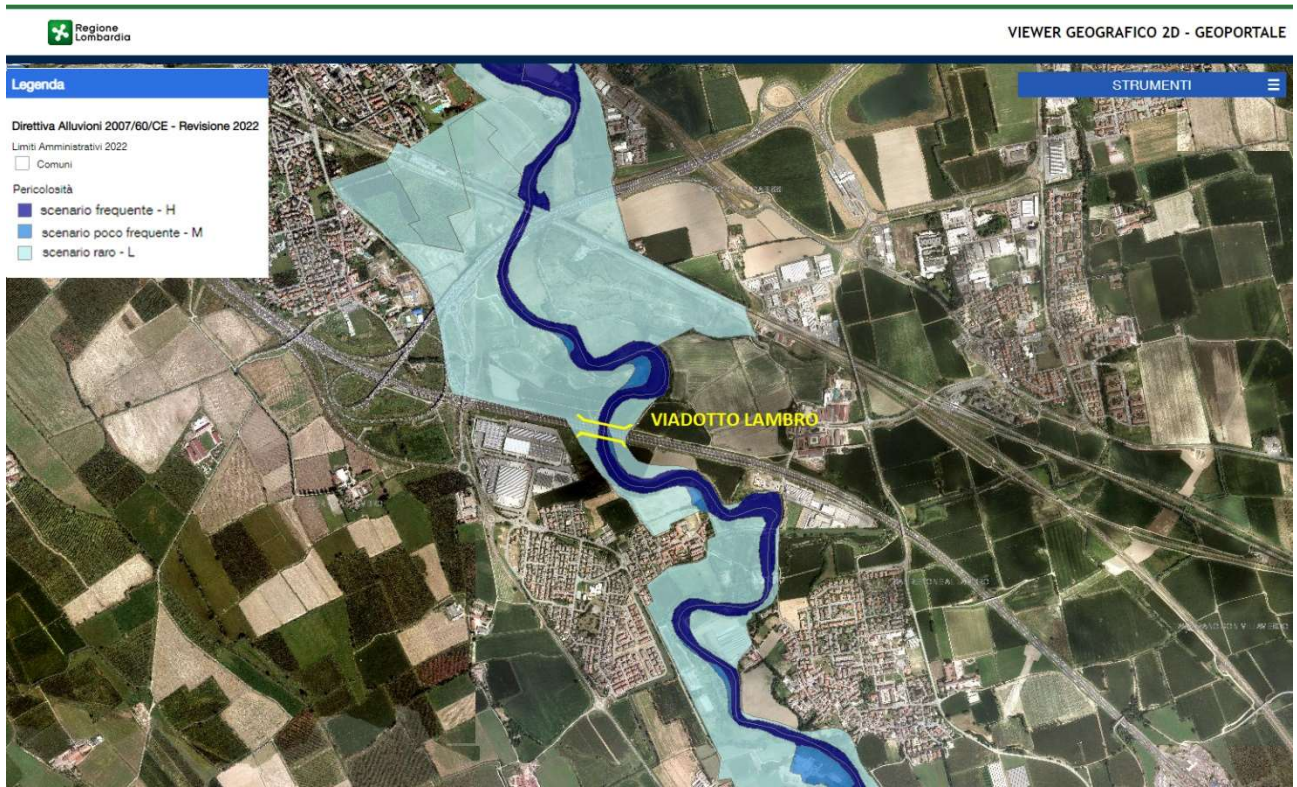 Regione
Lombardia
VIEWER GEOGRAFICO 2D - GEOPORTALE
Legenda
STRUMENTI
Direttiva Alluvioni 2007/60/CE - Revisione 2022
Limiti Amministrativi 2022
Comuni
Pericolosità
scenario frequente - H
scenario poco frequente - M
scenario raro - L
VIADOTTO LAMBRO